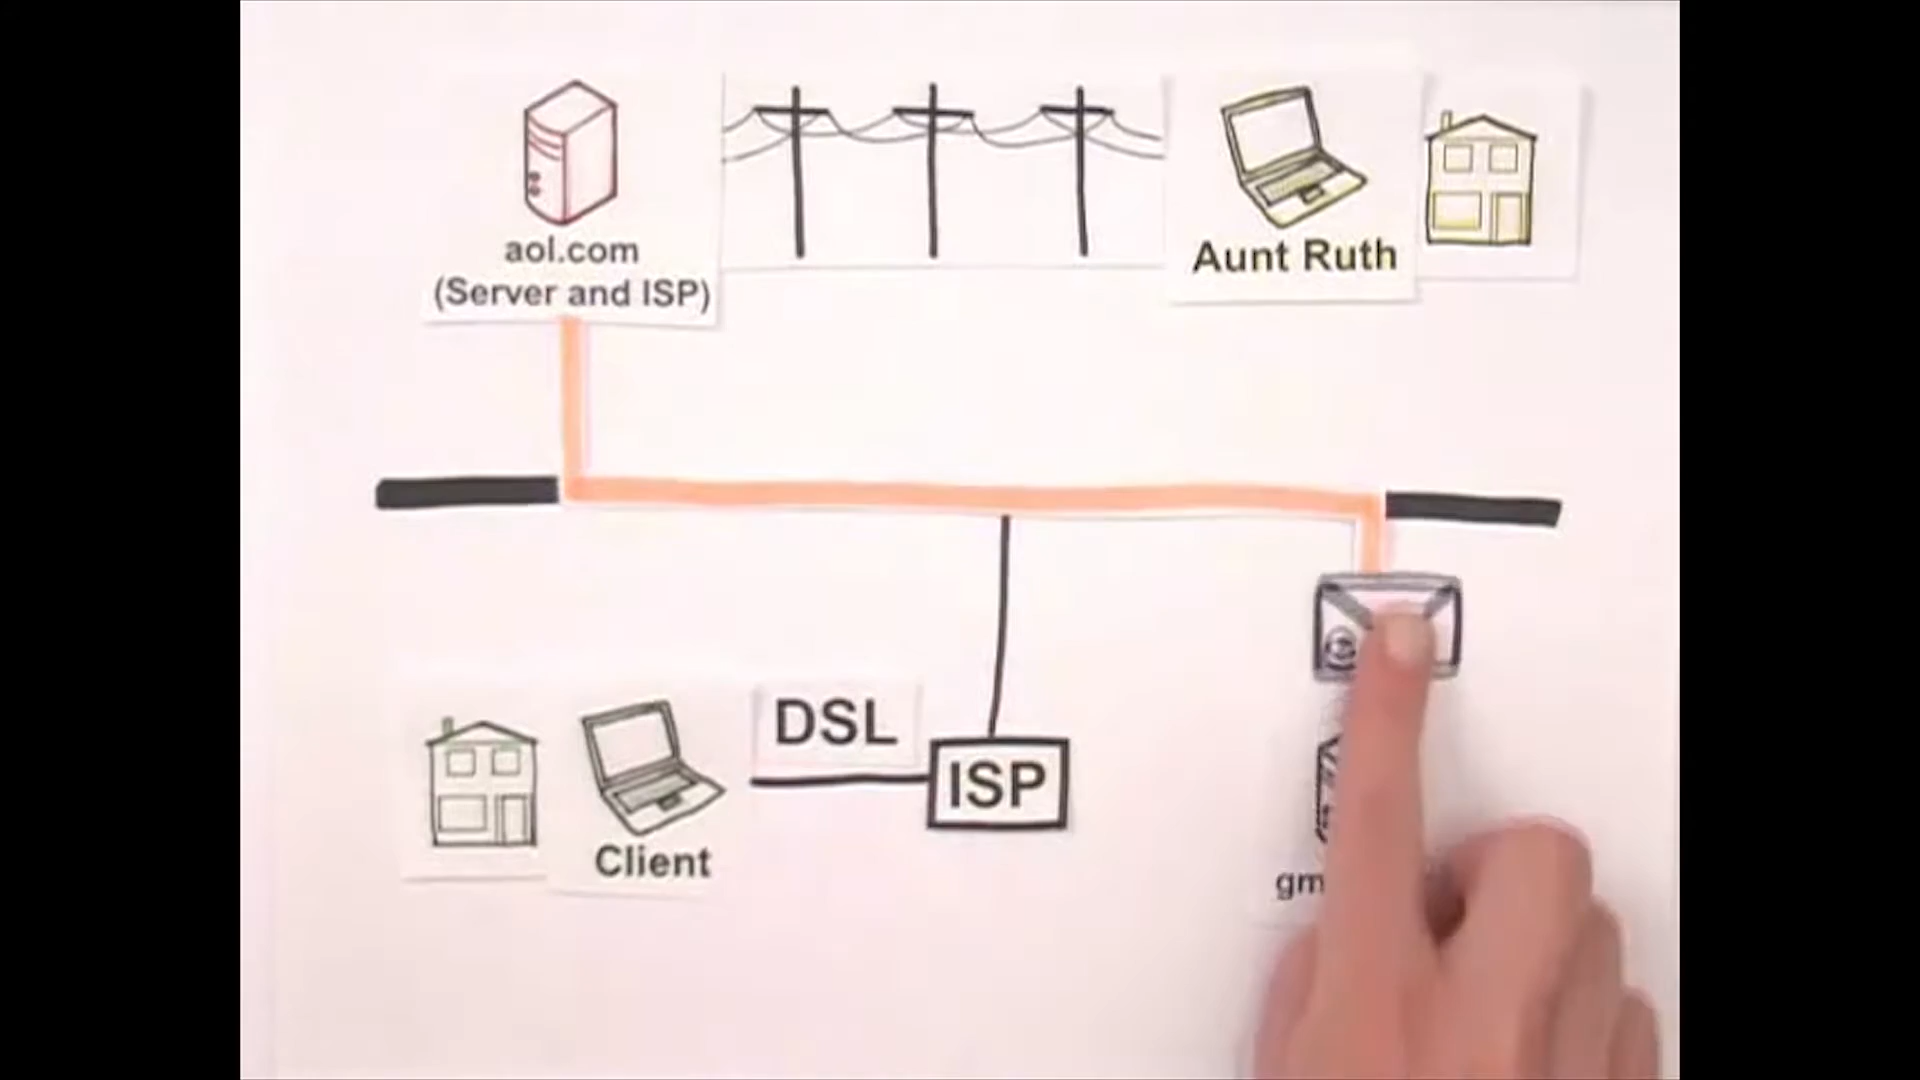 aol.com
(Server and ISP)
Aunt Ruth
DSL
ISP
Client
gm